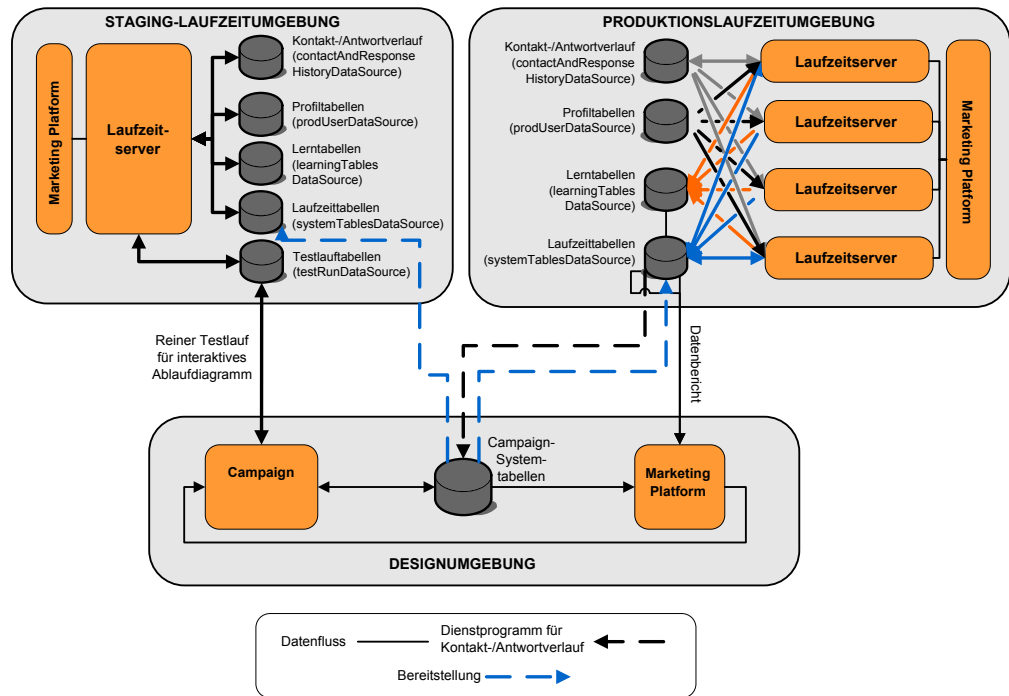 STAGING-LAUFZEITUMGEBUNG
Marketing Platform
Laufzeit-
server
Kontakt-/Antwortverlauf
(contactAndResponse
HistoryDataSource)
Profiltabellen
(prodUserDataSource)
Lerntabellen
(learningTables
DataSource)
Laufzeittabellen
(systemTablesDataSource)
Testlauftabellen
(testRunDataSource)
PRODUKTIONSLAUFZEITUMGEBUNG
Kontakt-/Antwortverlauf
(contactAndResponse
HistoryDataSource)
Profiltabellen
(prodUserDataSource)
Lerntabellen
(learningTables
DataSource)
Laufzeittabellen
(systemTablesDataSource)
Laufzeitserver
Laufzeitserver
Laufzeitserver
Laufzeitserver
Marketing Platform
Reiner Testlauf
für interaktives
Ablaufdiagramm
Datenbericht
Campaign
Campaign-
System-
tabellen
Marketing
Platform
DESIGNUMGEBUNG
Datenfluss
Dienstprogramm für
Kontakt-/Antwortverlauf
Bereitstellung